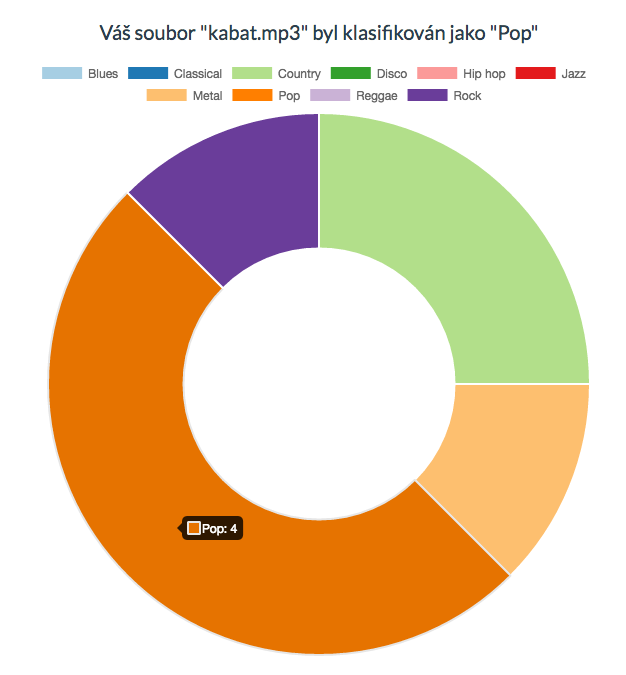 Váš soubor "kabat.mp3" byl klasifikován jako "Pop"
Blues Classical Country Disco Hip hop Jazz
Metal Pop Reggae Rock
Pop: 4